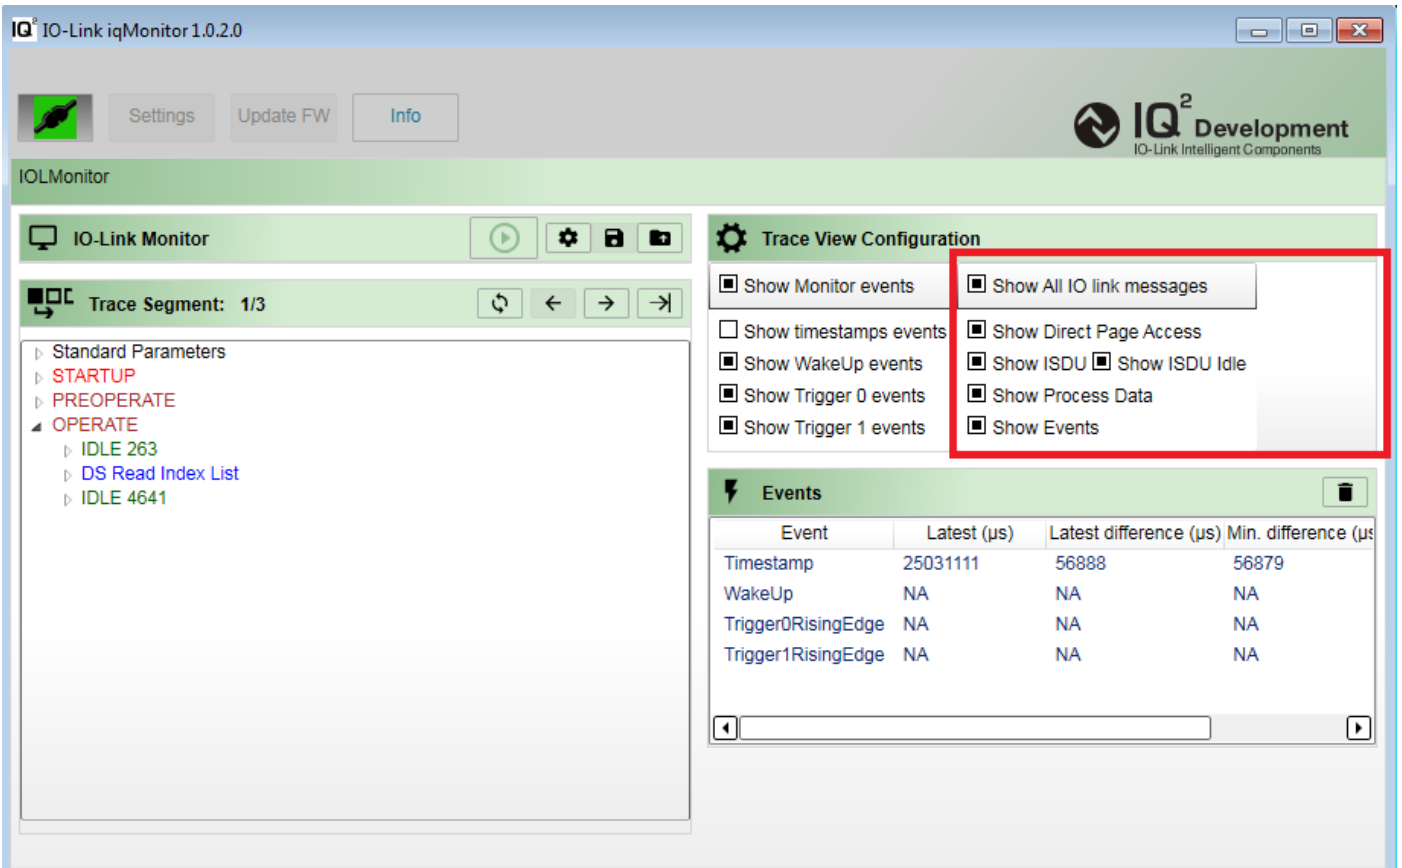 IQ² IO-Link iqMonitor 1.0.2.0
Settings
Update FW
Info
IQ² Development
IO-Link Intelligent Components
IOLMonitor
IO-Link Monitor
Trace Segment: 1/3
Standard Parameters
STARTUP
PREOPERATE
OPERATE
IDLE 263
DS Read Index List
IDLE 4641
Trace View Configuration
Show Monitor events
Show All IO link messages
Show timestamps events
Show Direct Page Access
Show WakeUp events
Show ISDU Show ISDU Idle
Show Trigger 0 events
Show Process Data
Show Trigger 1 events
Show Events
Events
Event Latest (µs) Latest difference (µs) Min. difference (µs
Timestamp 25031111 56888 56879
WakeUp NA NA NA
Trigger0RisingEdge NA NA NA
Trigger1RisingEdge NA NA NA